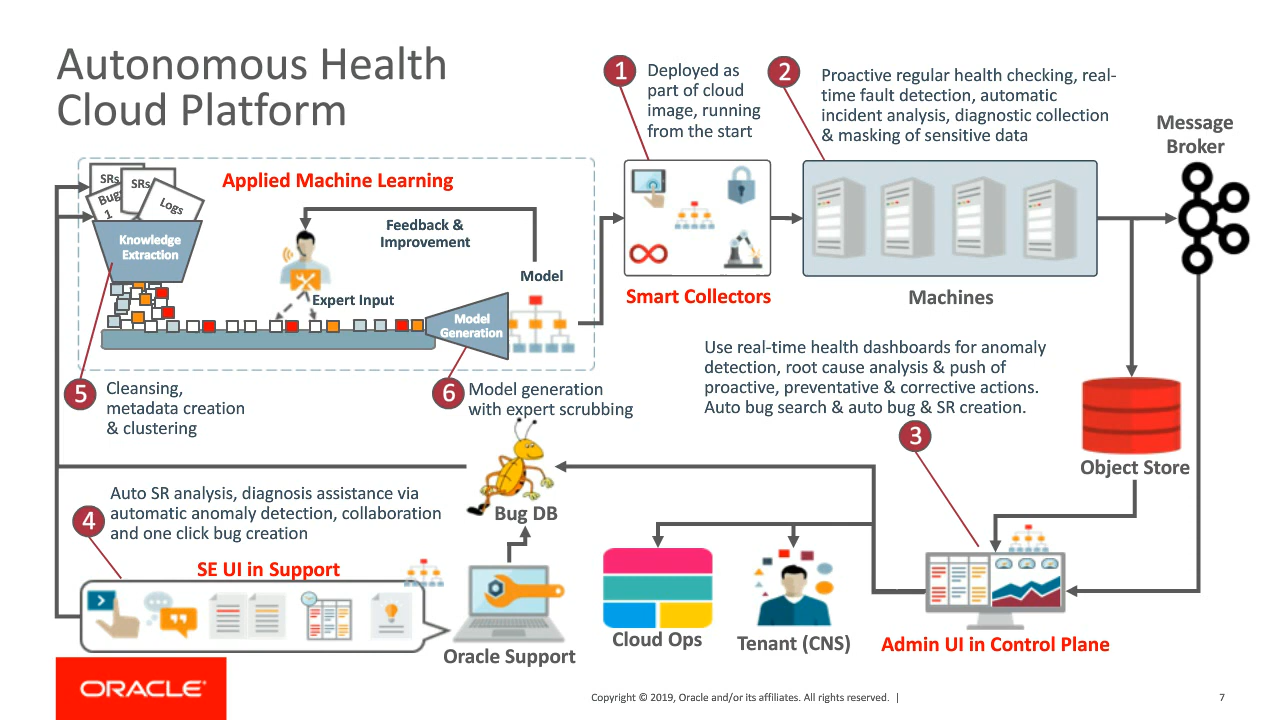 Autonomous Health
Cloud Platform
1
Deployed as
part of cloud
image, running
from the start
2
Proactive regular health checking, real-
time fault detection, automatic
incident analysis, diagnostic collection
& masking of sensitive data
Message
Broker
SRs
SRs
Bug
1
Logs
Applied Machine Learning
Knowledge
Extraction
Feedback &
Improvement
Model
Expert Input
Model
Generation
Smart Collectors
Machines
5
Cleansing,
metadata creation
& clustering
6
Model generation
with expert scrubbing
Use real-time health dashboards for anomaly
detection, root cause analysis & push of
proactive, preventative & corrective actions.
Auto bug search & auto bug & SR creation.
3
Object Store
4
Auto SR analysis, diagnosis assistance via
automatic anomaly detection, collaboration
and one click bug creation
Bug DB
SE UI in Support
Oracle Support
Cloud Ops
Tenant (CNS)
Admin UI in Control Plane
ORACLE®
Copyright © 2019, Oracle and/or its affiliates. All rights reserved. |
7